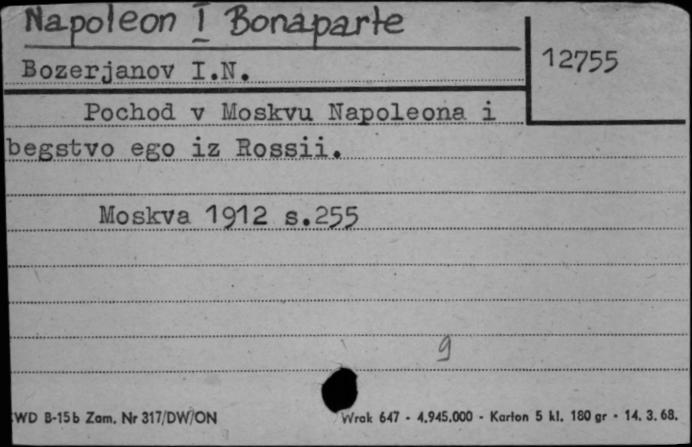 Napoleon I Bonaparte
12755
Bozerjanov I.N.
Pochod v Moskvu Napoleona i
begstvo ego iz Rossii.
Moskva 1912 s.255
9
WD B-15b Zam. Nr 317/DW/ON
Wrak 647 - 4.945.000 - Karton 5 kl. 180 gr - 14. 3. 68.